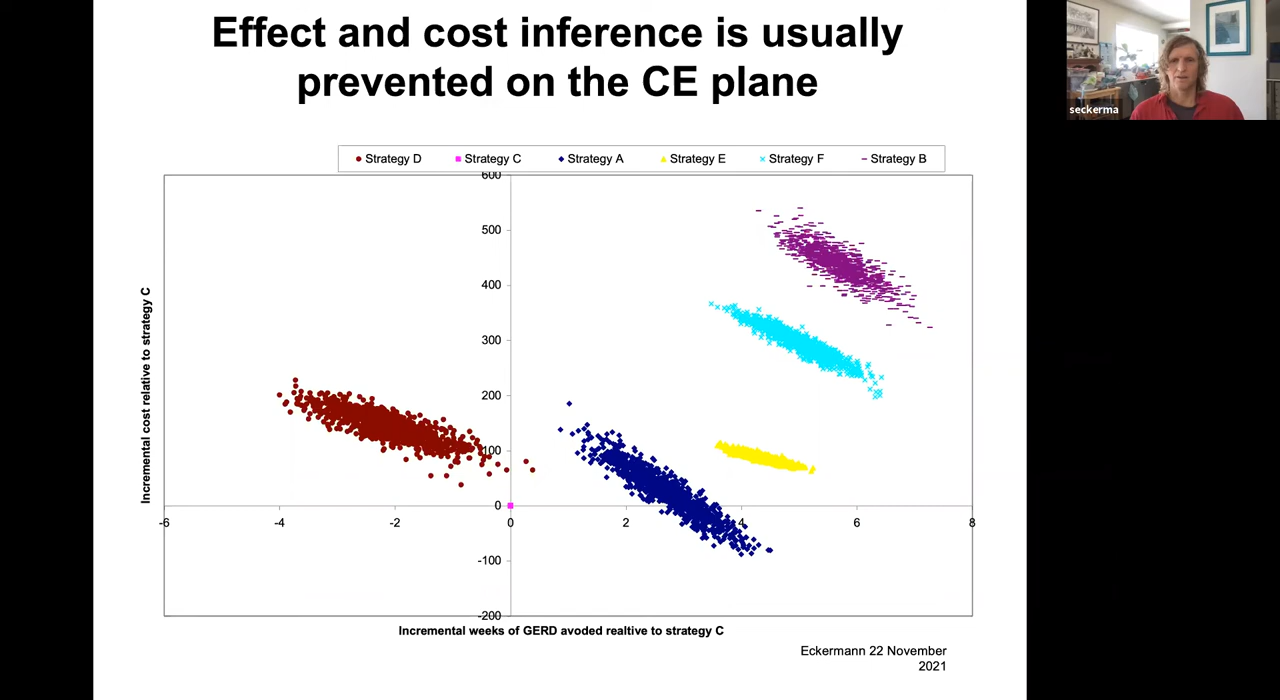 Effect and cost inference is usually
prevented on the CE plane
seckerma
Strategy D Strategy C Strategy A Strategy E Strategy F Strategy B
600
500
400
300
200
100
0
-100
-200
-6 -4 -2 0 2 4 6 8
Incremental cost relative to strategy C
Incremental weeks of GERD avoded realtive to strategy C
Eckermann 22 November
2021